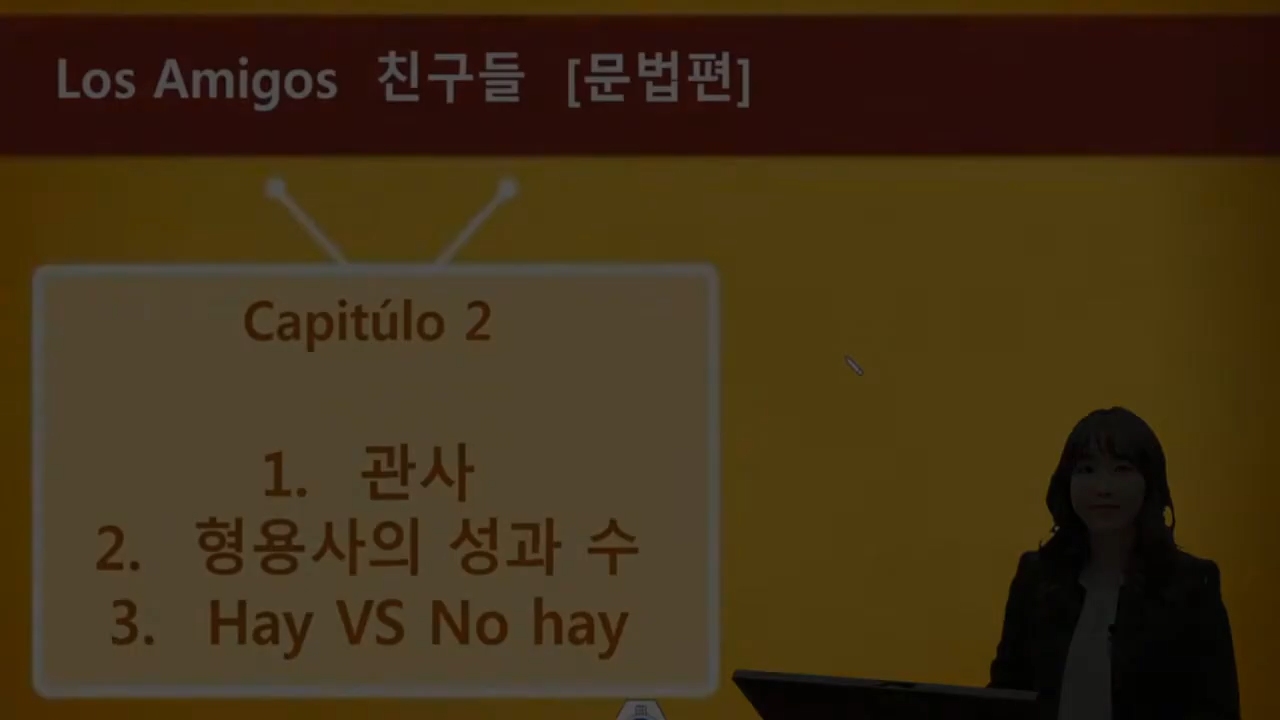 Los Amigos 친구들 [문법편]
Capitúlo 2
1. 관사
2. 형용사의 성과 수
3. Hay VS No hay